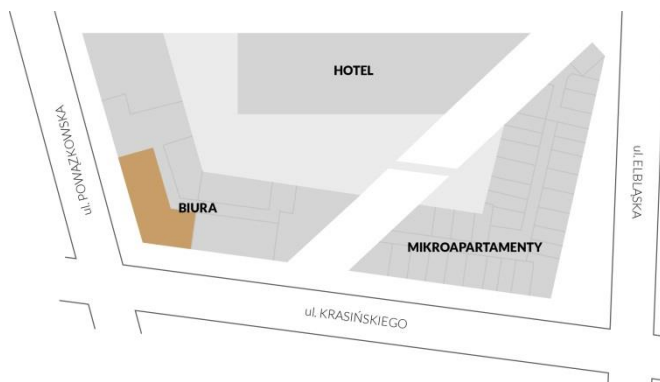 HOTEL
ul. POWĄZKOWSKA
ul. ELBLĄSKA
BIURA
MIKROAPARTAMENTY
ul. KRASIŃSKIEGO